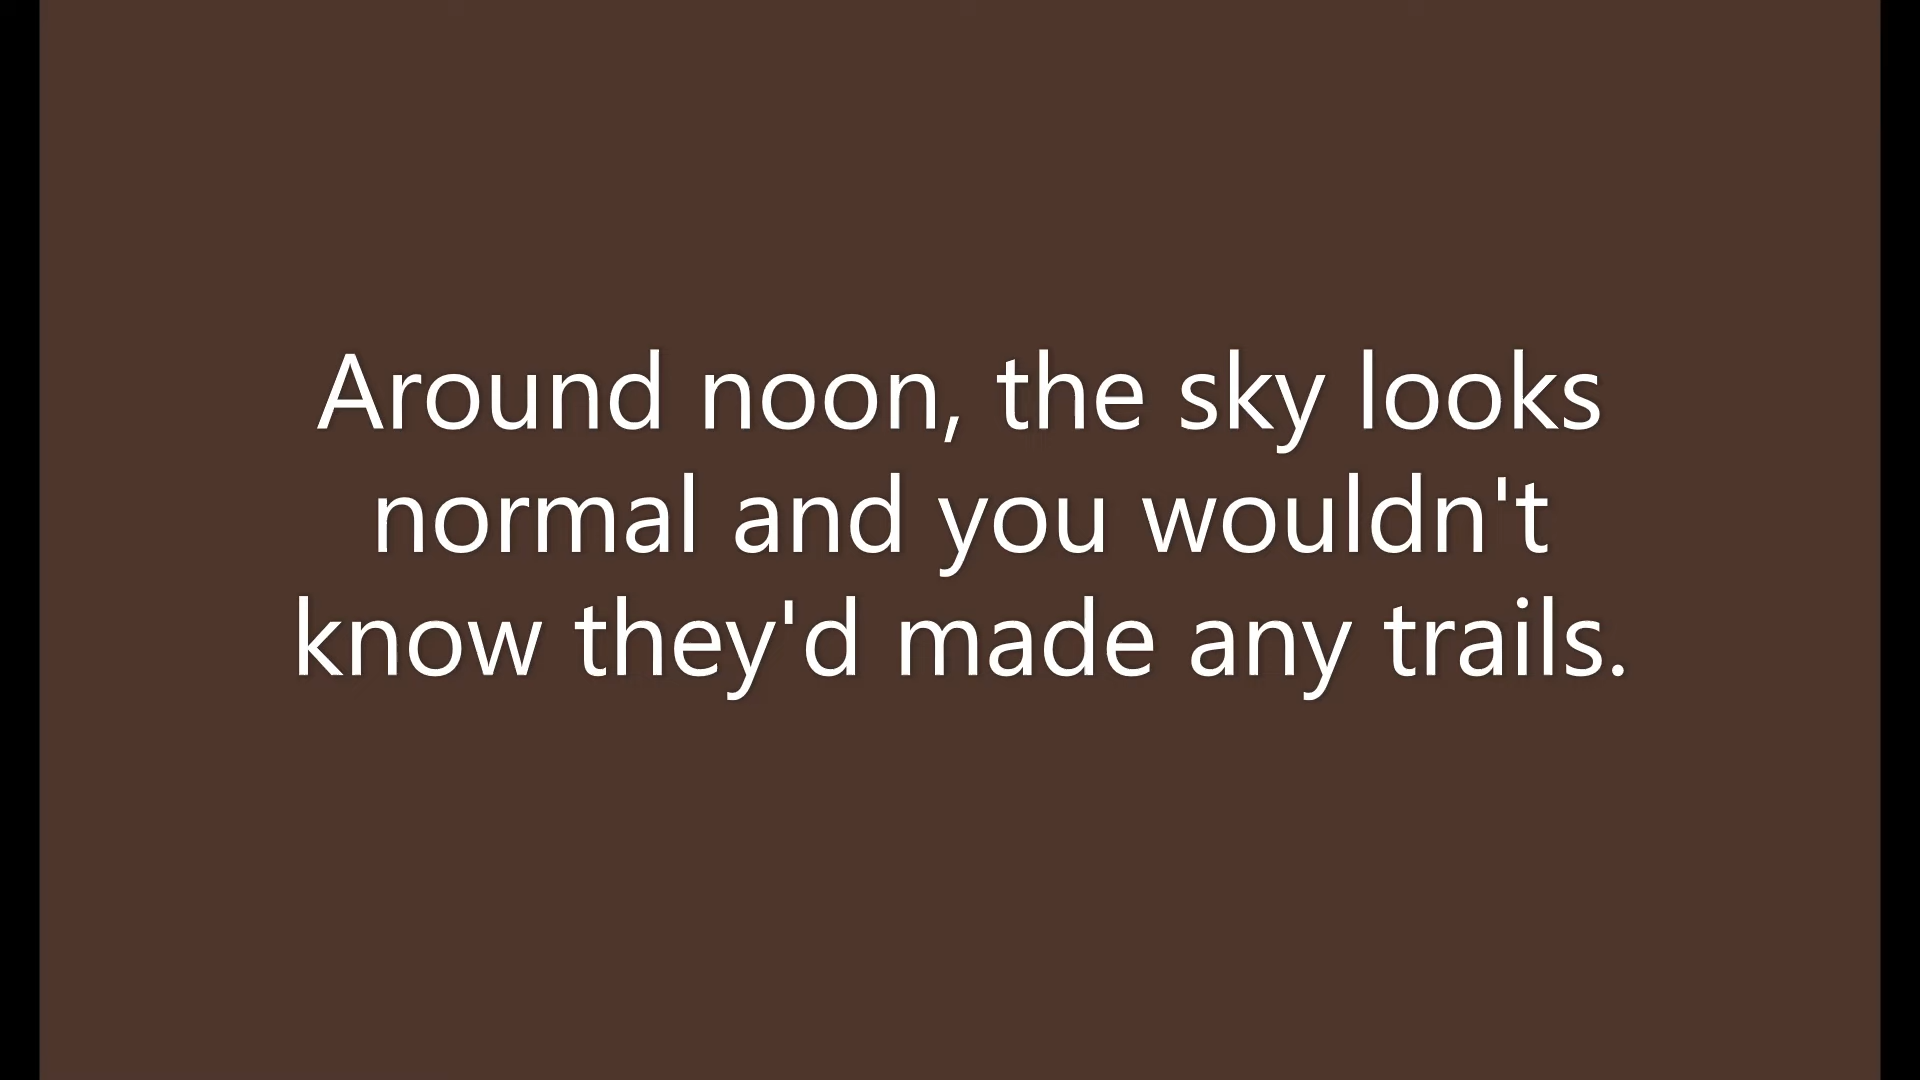 Around noon, the sky looks
normal and you wouldn't
know they'd made any trails.